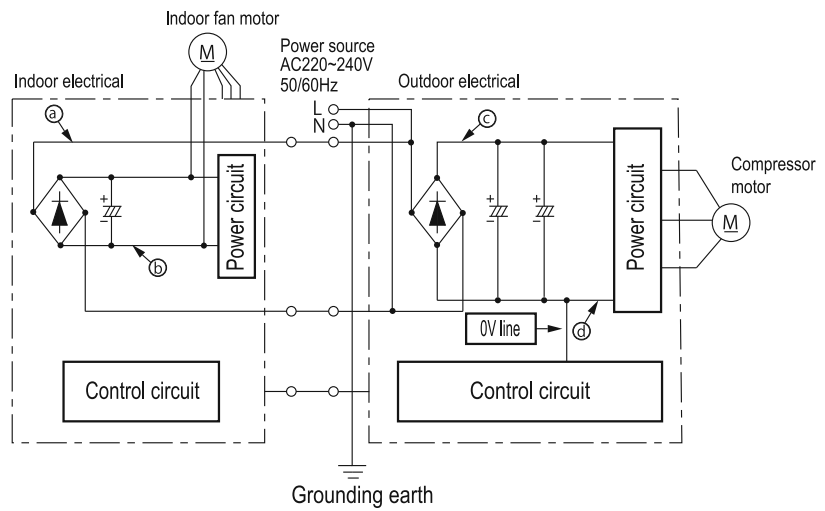 Indoor fan motor
M
Power source
AC220~240V
50/60Hz
Indoor electrical
Outdoor electrical
L
N
ⓐ
ⓒ
+
−
Power circuit
ⓑ
+
−
+
−
Power circuit
Compressor
motor
M
0V line
ⓓ
Control circuit
Control circuit
Grounding earth